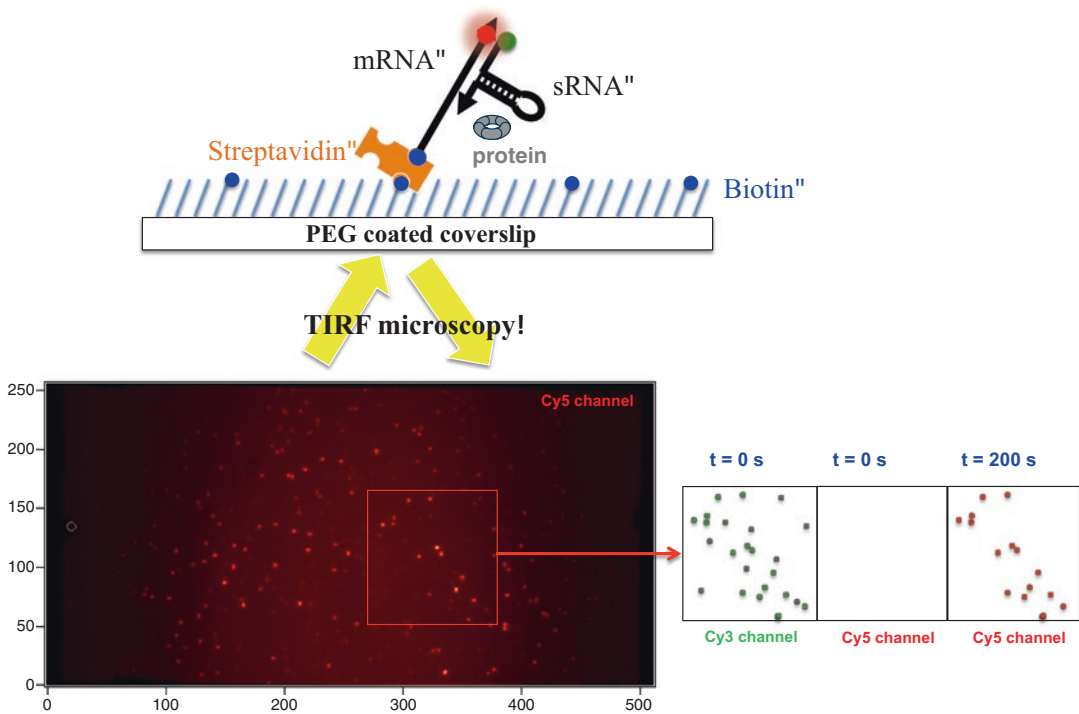 mRNA"
sRNA"
Streptavidin"
protein
Biotin"
PEG coated coverslip
TIRF microscopy!
Cy5 channel
250
200
150
100
50
0
0 100 200 300 400 500
t = 0 s t = 0 s t = 200 s
Cy3 channel Cy5 channel Cy5 channel